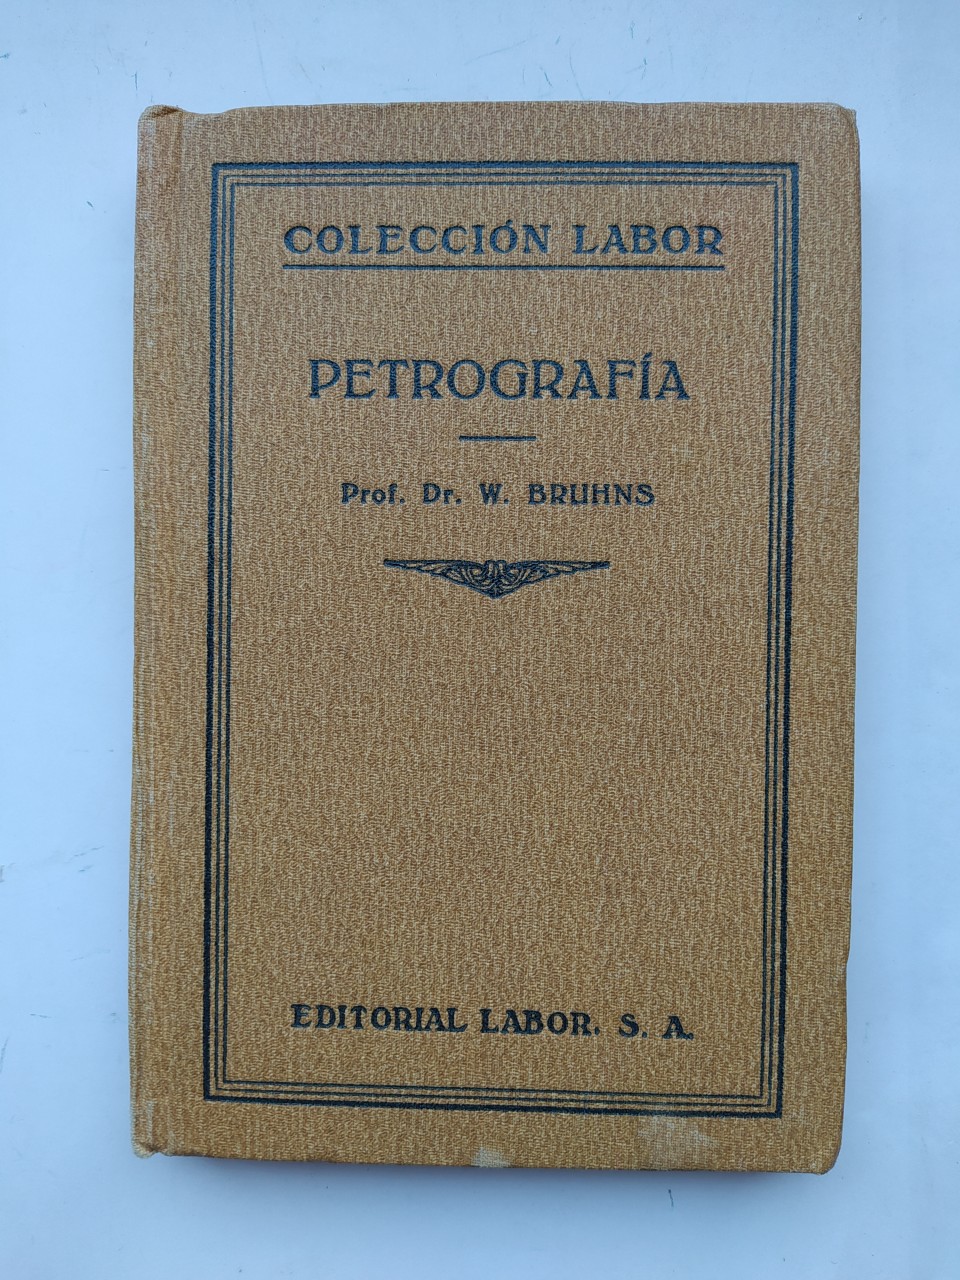 COLECCIÓN LABOR
PETROGRAFÍA
Prof. Dr. W. BRUHNS
EDITORIAL LABOR. S. A.